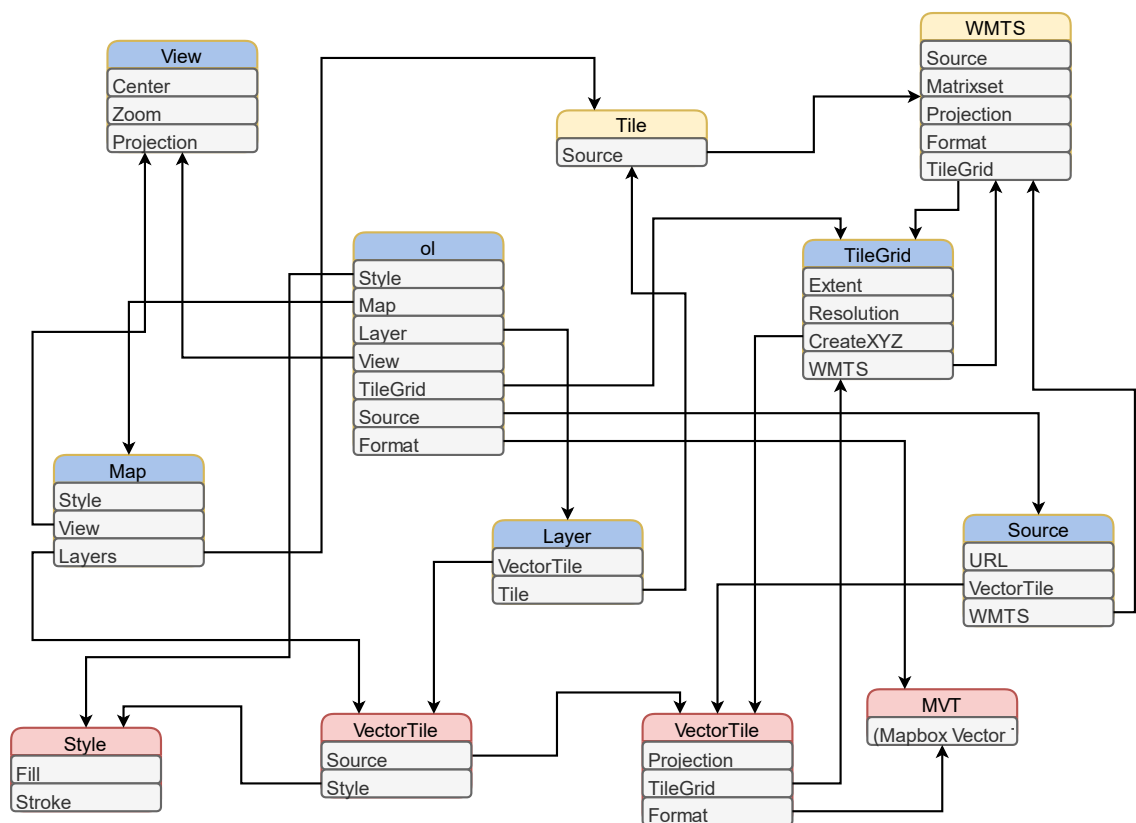 View
Center
Zoom
Projection
WMTS
Source
Matrixset
Projection
Format
TileGrid
Tile
Source
ol
Style
Map
Layer
View
TileGrid
Source
Format
TileGrid
Extent
Resolution
CreateXYZ
WMTS
Map
Style
View
Layers
Layer
VectorTile
Tile
Source
URL
VectorTile
WMTS
Style
Fill
Stroke
VectorTile
Source
Style
VectorTile
Projection
TileGrid
Format
MVT
(Mapbox Vector